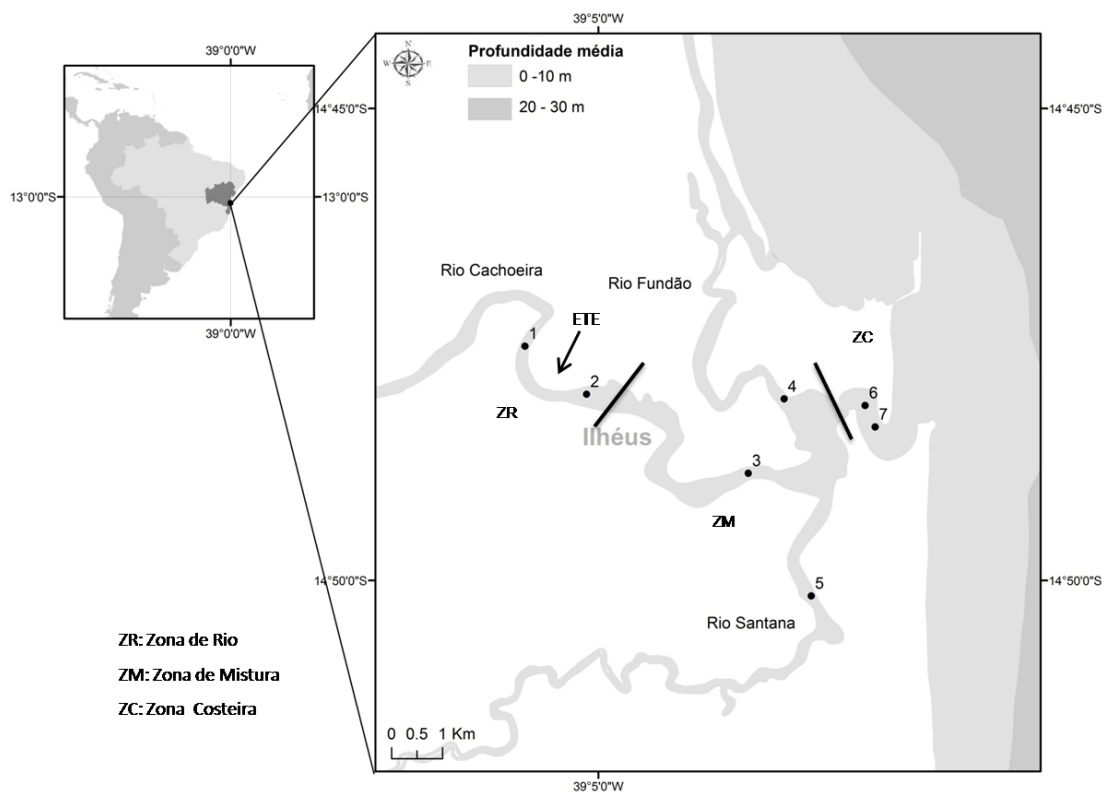 39°5'0"W
39°0'0"W
N
W E
S
Profundidade média
0 -10 m
20 - 30 m
14°45'0"S
14°45'0"S
13°0'0"S
13°0'0"S
Rio Cachoeira
Rio Fundão
39°0'0"W
ETE
ZC
1
2
4
6
7
ZR
Ilhéus
3
ZM
14°50'0"S
14°50'0"S
5
Rio Santana
ZR: Zona de Rio
ZM: Zona de Mistura
ZC: Zona Costeira
0 0.5 1 Km
39°5'0"W